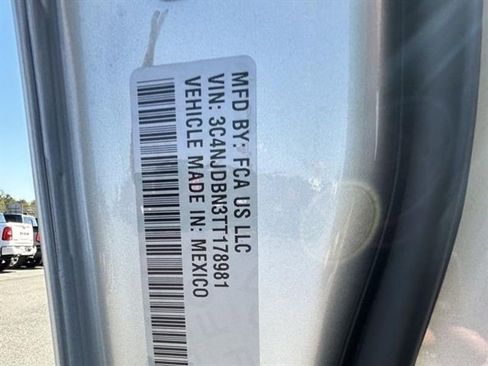 MFD BY: FCA US LLC
VIN: 3C4NJDBN3TT178981
VEHICLE MADE IN: MEXICO